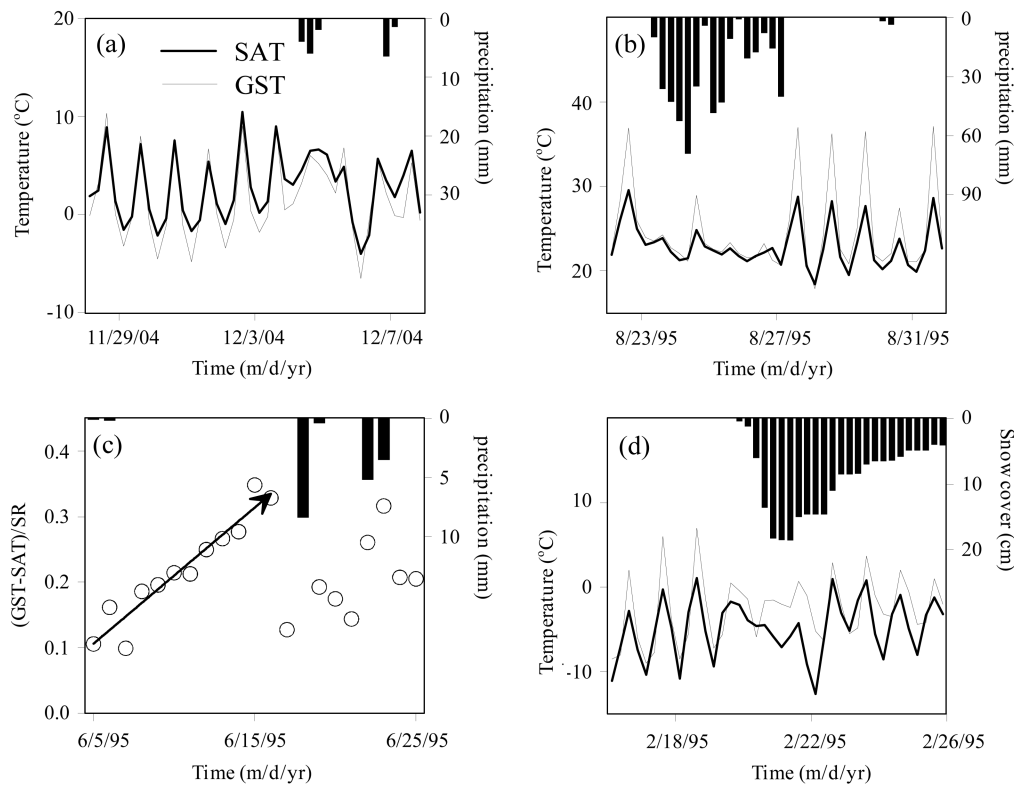 (a)
SAT
GST
20
10
0
-10
Temperature (°C)
0
10
20
30
precipitation (mm)
11/29/04
12/3/04
12/7/04
Time (m/d/yr)
(b)
40
30
20
Temperature (°C)
0
30
60
90
precipitation (mm)
8/23/95
8/27/95
8/31/95
Time (m/d/yr)
(c)
0.4
0.3
0.2
0.1
0.0
(GST-SAT)/SR
0
5
10
precipitation (mm)
6/5/95
6/15/95
6/25/95
Time (m/d/yr)
(d)
10
0
-10
Temperature (°C)
0
10
20
Snow cover (cm)
2/18/95
2/22/95
2/26/95
Time (m/d/yr)